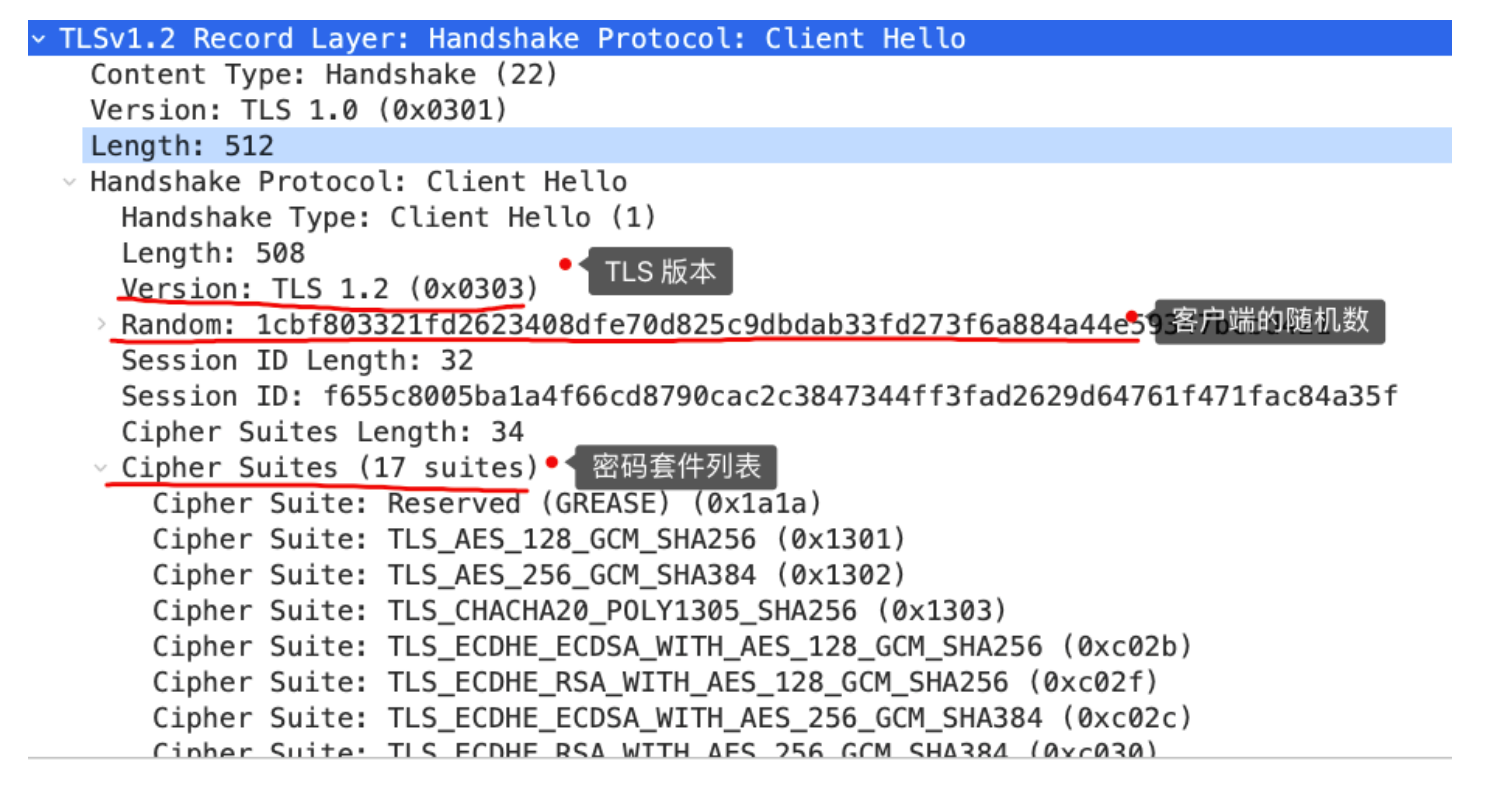 TLSv1.2 Record Layer: Handshake Protocol: Client Hello
Content Type: Handshake (22)
Version: TLS 1.0 (0x0301)
Length: 512
Handshake Protocol: Client Hello
Handshake Type: Client Hello (1)
Length: 508
TLS 版本
Version: TLS 1.2 (0x0303)
Random: 1cbf803321fd2623408dfe70d825c9dbdab33fd273f6a884a44e59
客户端的随机数
Session ID Length: 32
Session ID: f655c8005ba1a4f66cd8790cac2c3847344ff3fad2629d64761f471fac84a35f
Cipher Suites Length: 34
Cipher Suites (17 suites)
密码套件列表
Cipher Suite: Reserved (GREASE) (0x1a1a)
Cipher Suite: TLS_AES_128_GCM_SHA256 (0x1301)
Cipher Suite: TLS_AES_256_GCM_SHA384 (0x1302)
Cipher Suite: TLS_CHACHA20_POLY1305_SHA256 (0x1303)
Cipher Suite: TLS_ECDHE_ECDSA_WITH_AES_128_GCM_SHA256 (0xc02b)
Cipher Suite: TLS_ECDHE_RSA_WITH_AES_128_GCM_SHA256 (0xc02f)
Cipher Suite: TLS_ECDHE_ECDSA_WITH_AES_256_GCM_SHA384 (0xc02c)
Cipher Suite: TLS_ECDHE_RSA_WITH_AES_256_GCM_SHA384 (0xc030)